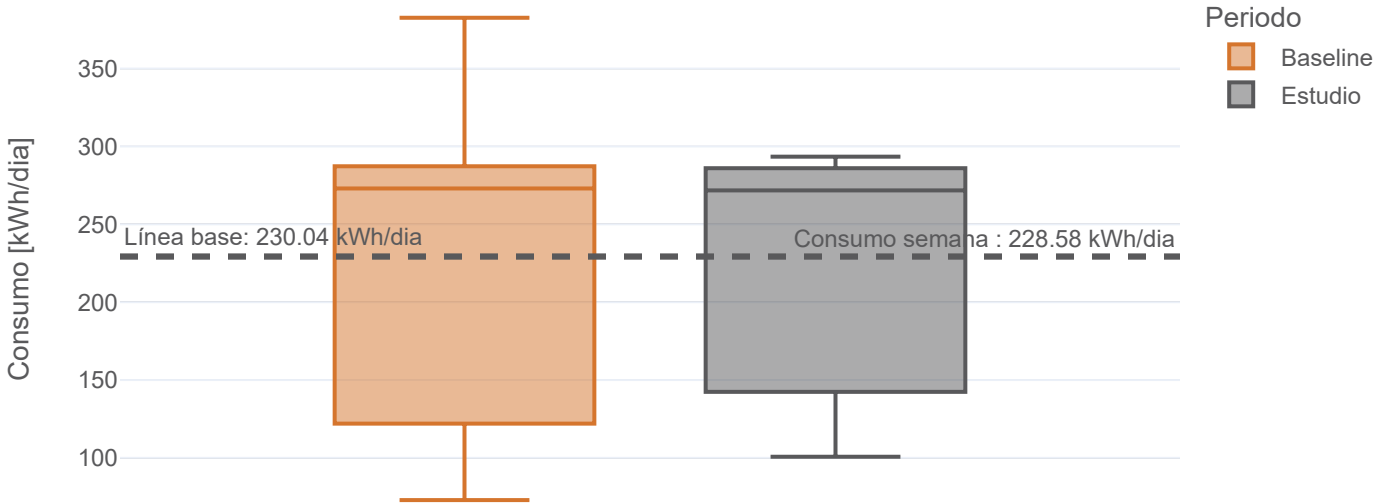 Periodo
Baseline
Estudio
Consumo [kWh/dia]
350
300
250
200
150
100
Línea base: 230.04 kWh/dia
Consumo semana : 228.58 kWh/dia